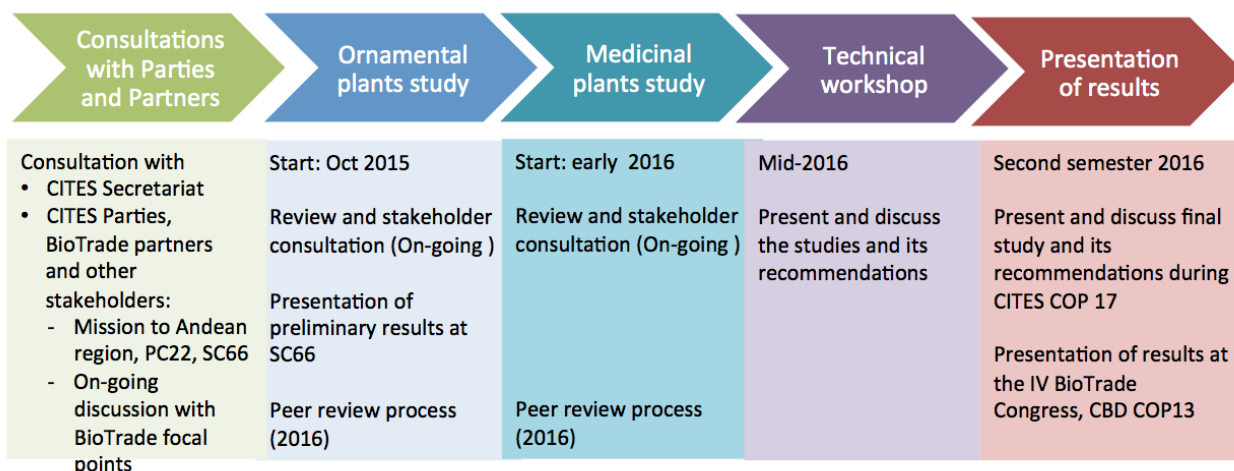 Consultations
with Parties
and Partners
Ornamental
plants study
Medicinal
plants study
Technical
workshop
Presentation
of results
Consultation with
• CITES Secretariat
• CITES Parties,
BioTrade partners
and other
stakeholders:
- Mission to Andean
region, PC22, SC66
- On-going
discussion with
BioTrade focal
points
Start: Oct 2015
Review and stakeholder
consultation (On-going )
Presentation of
preliminary results at
SC66
Peer review process
(2016)
Start: early 2016
Review and stakeholder
consultation (On-going )
Peer review process
(2016)
Mid-2016
Present and discuss
the studies and its
recommendations
Second semester 2016
Present and discuss final
study and its
recommendations during
CITES COP 17
Presentation of results at
the IV BioTrade
Congress, CBD COP13